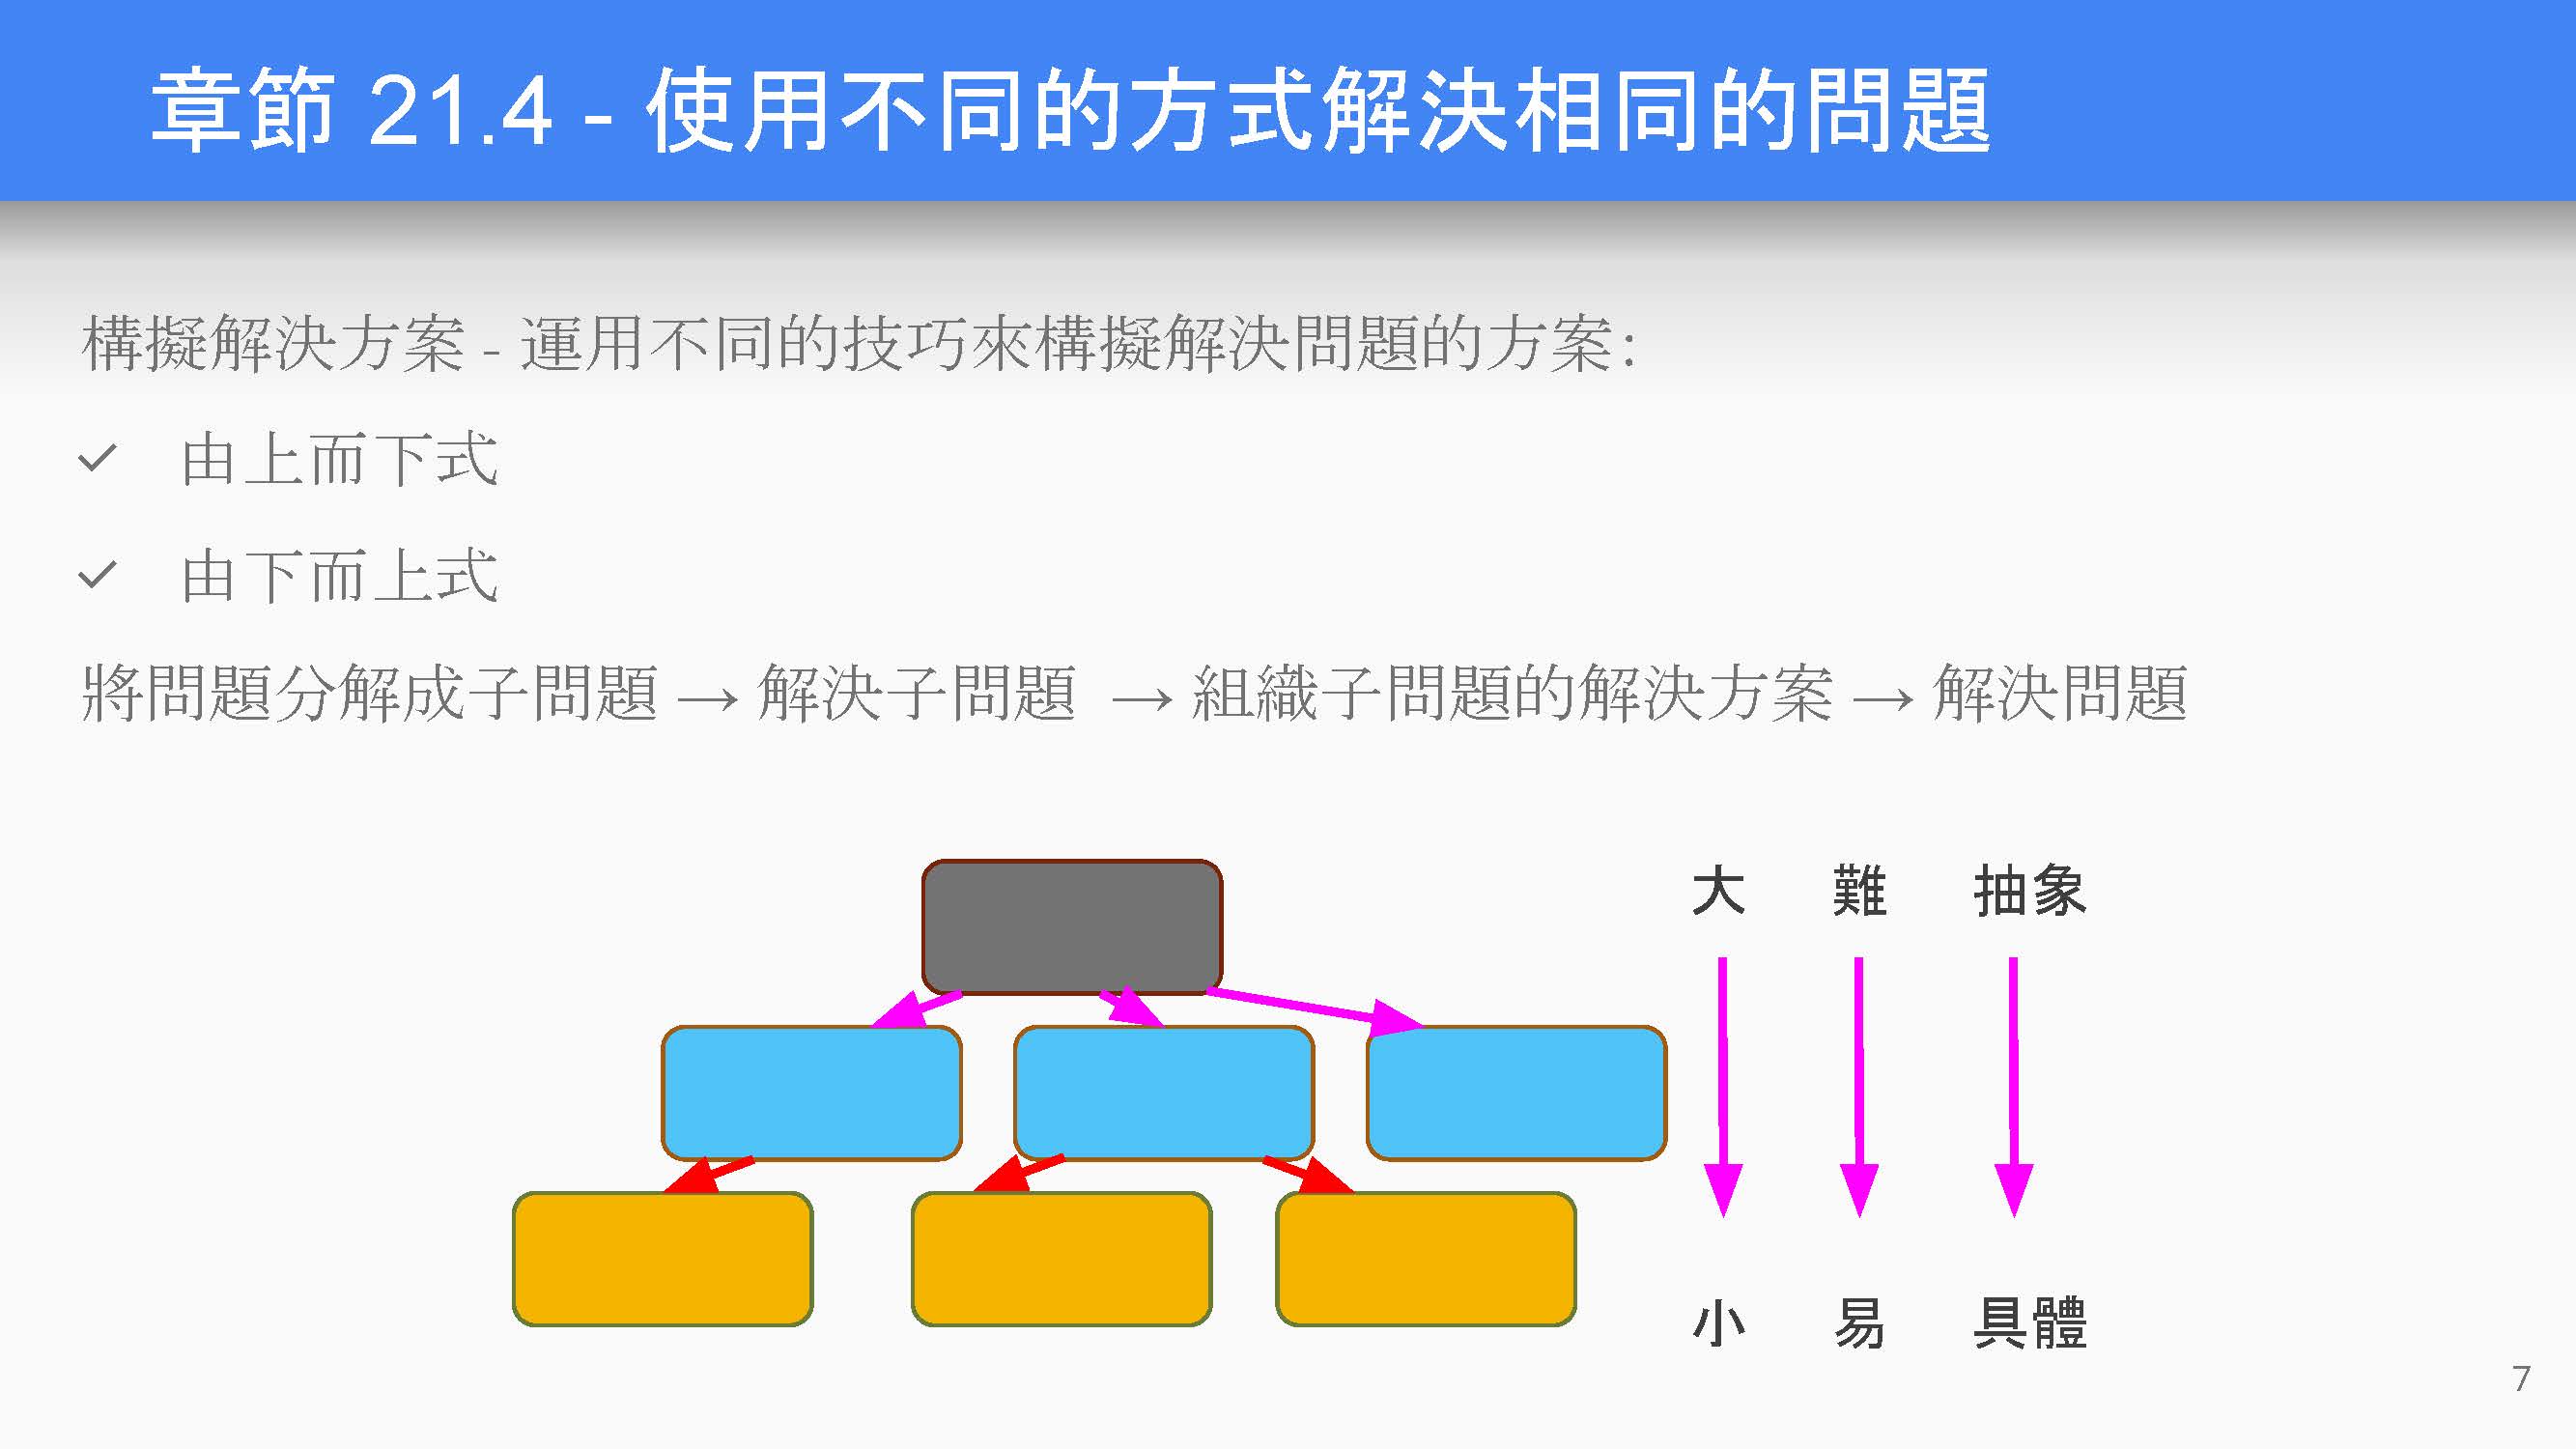 章節 21.4 - 使用不同的方式解決相同的問題
構擬解決方案 - 運用不同的技巧來構擬解決問題的方案：
✓ 由上而下式
✓ 由下而上式
將問題分解成子問題 → 解決子問題 → 組織子問題的解決方案 → 解決問題
大 難 抽象
小 易 具體
7